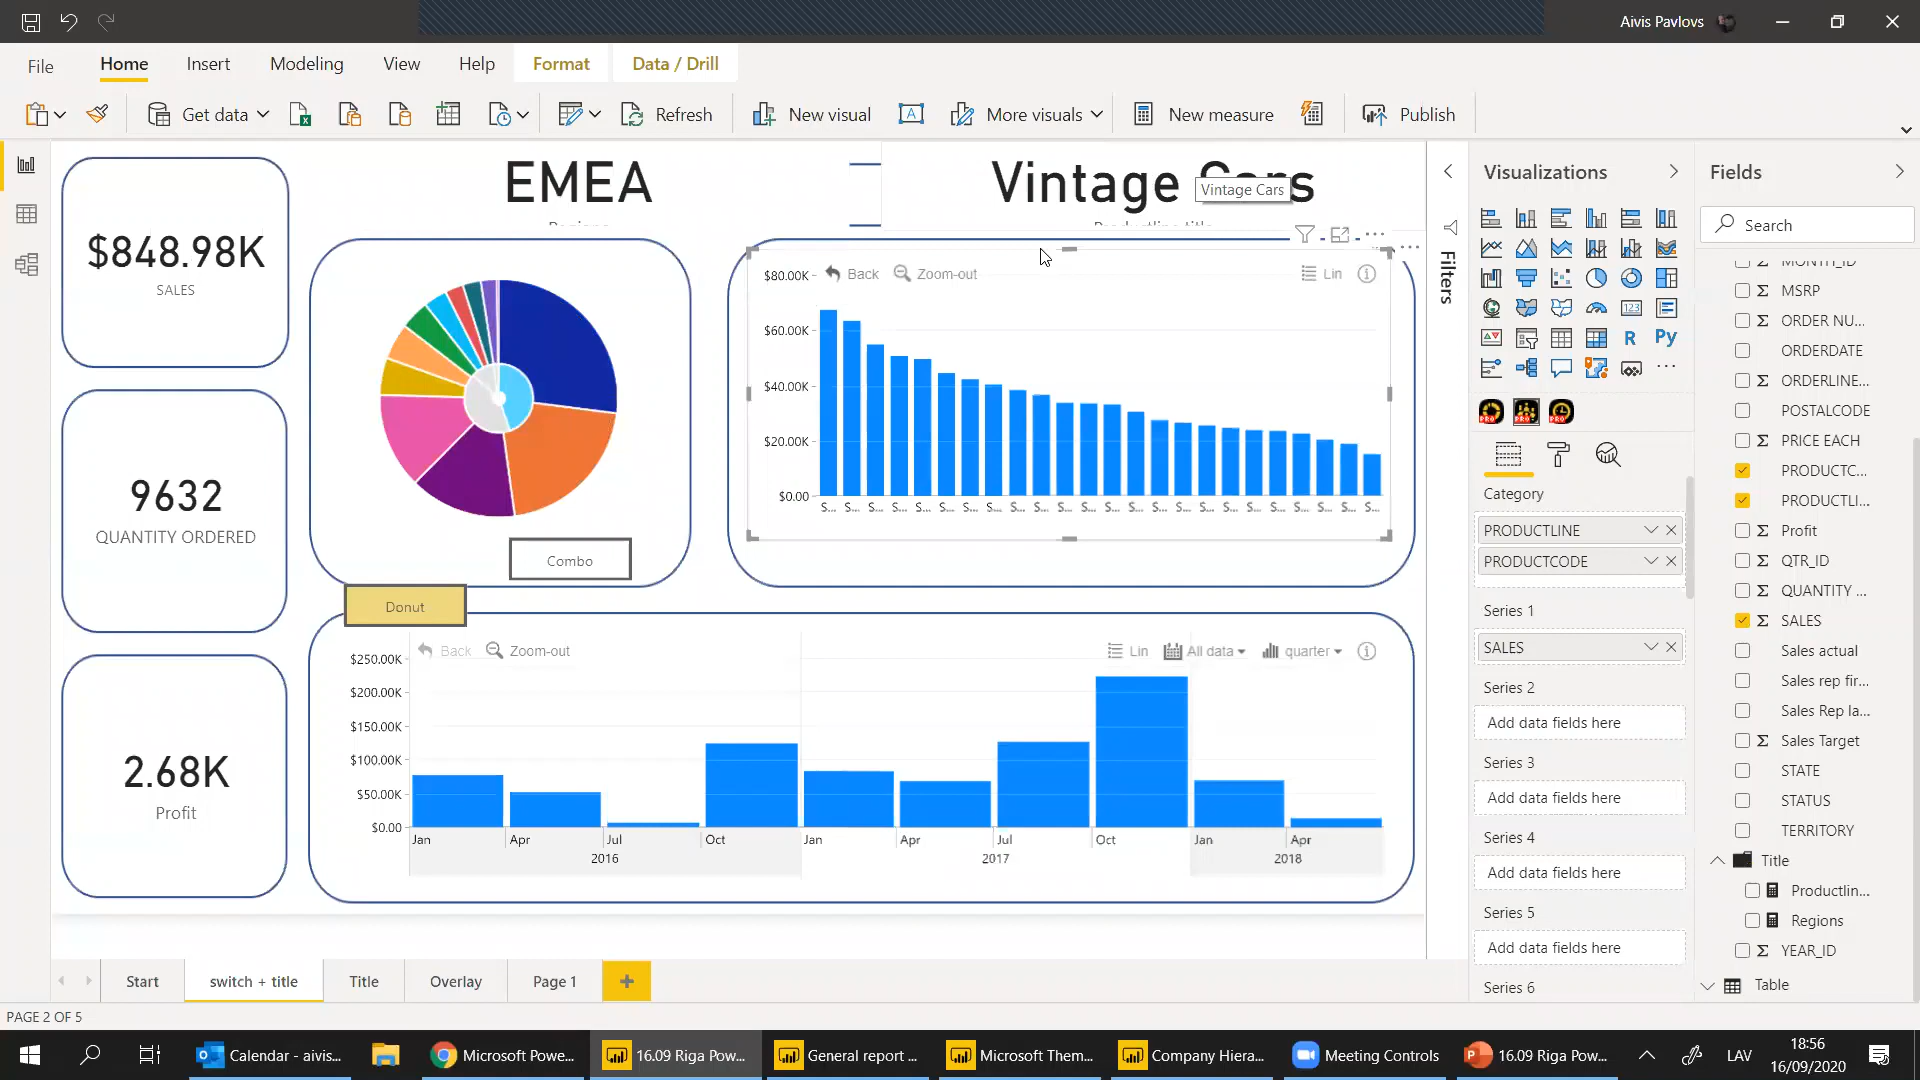 Aivis Pavlovs
File
Home
Insert
Modeling
View
Help
Format
Data / Drill
Get data
Refresh
New visual
More visuals
New measure
Publish
$848.98K
SALES
9632
QUANTITY ORDERED
2.68K
Profit
EMEA
Vintage Cars
Vintage Cars
Combo
Donut
Back
Zoom-out
Lin
$80.00K
$60.00K
$40.00K
$20.00K
$0.00
S... S... S... S... S... S... S... S... S... S... S... S... S... S... S... S... S... S... S... S... S... S... S... S...
Back
Zoom-out
Lin
All data
quarter
$250.00K
$200.00K
$150.00K
$100.00K
$50.00K
$0.00
Jan Apr Jul Oct Jan Apr Jul Oct Jan Apr
2016 2017 2018
Filters
Visualizations
R
Py
PRO PRO PRO
Category
PRODUCTLINE
PRODUCTCODE
Series 1
SALES
Series 2
Add data fields here
Series 3
Add data fields here
Series 4
Add data fields here
Series 5
Add data fields here
Series 6
Fields
Search
MONTH_ID
MSRP
ORDER NU...
ORDERDATE
ORDERLINE...
POSTALCODE
PRICE EACH
PRODUCTC...
PRODUCTLI...
Profit
QTR_ID
QUANTITY ...
SALES
Sales actual
Sales rep fir...
Sales Rep la...
Sales Target
STATE
STATUS
TERRITORY
Title
Productlin...
Regions
YEAR_ID
Table
Start
switch + title
Title
Overlay
Page 1
PAGE 2 OF 5
Calendar - aivis...
Microsoft Powe...
16.09 Riga Pow...
General report ...
Microsoft Them...
Company Hiera...
Meeting Controls
16.09 Riga Pow...
LAV
18:56
16/09/2020